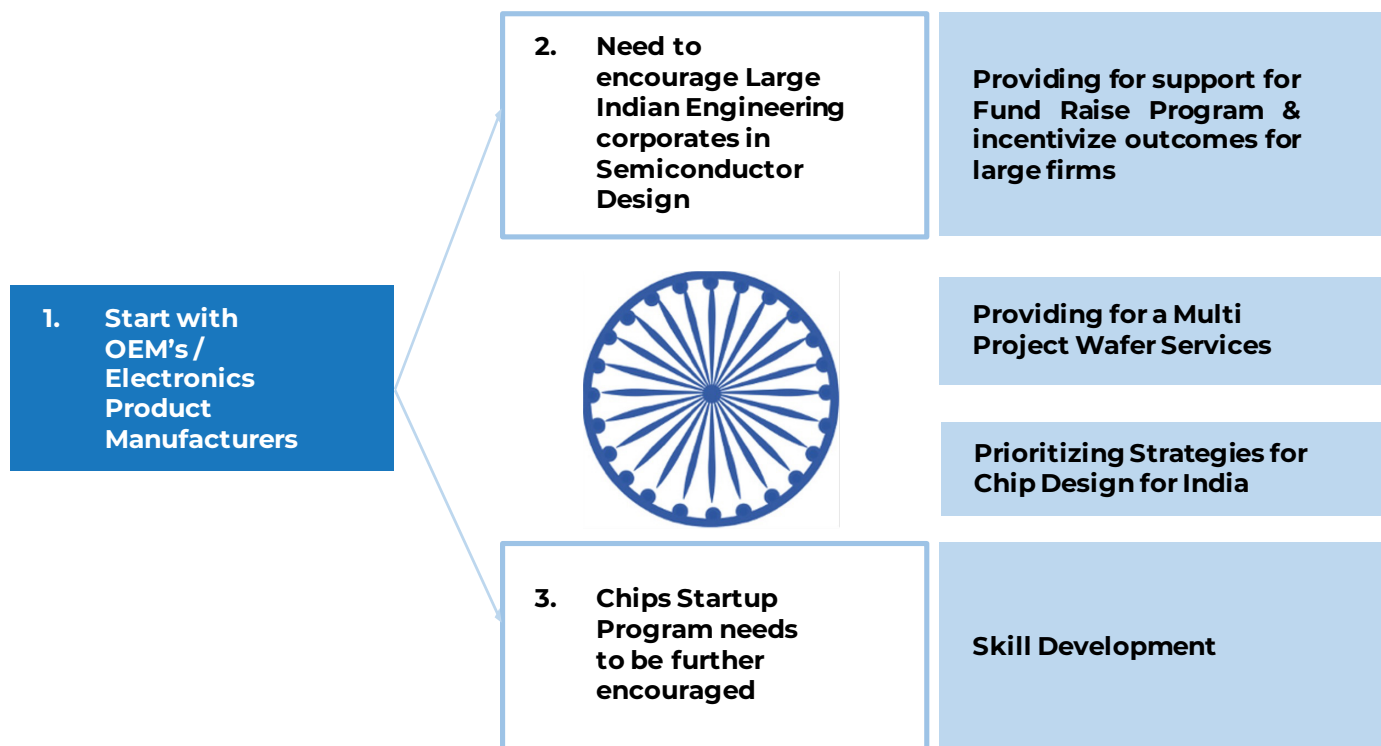 1. Start with
OEM’s /
Electronics
Product
Manufacturers
2. Need to
encourage Large
Indian Engineering
corporates in
Semiconductor
Design
3. Chips Startup
Program needs
to be further
encouraged
Providing for support for
Fund Raise Program &
incentivize outcomes for
large firms
Providing for a Multi
Project Wafer Services
Prioritizing Strategies for
Chip Design for India
Skill Development